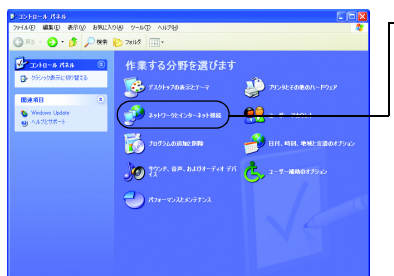 コントロール パネル
ファイル(F) 編集(E) 表示(V) お気に入り(A) ツール(T) ヘルプ(H)
戻る 検索 フォルダ
コントロール パネル
クラシック表示に切り替える
関連項目
Windows Update
ヘルプとサポート
作業する分野を選びます
デスクトップの表示とテーマ
プリンタとその他のハードウェア
ネットワークとインターネット接続
ユーザー アカウント
プログラムの追加と削除
日付、時刻、地域と言語のオプション
サウンド、音声、およびオーディオ デバイス
ユーザー補助のオプション
パフォーマンスとメンテナンス